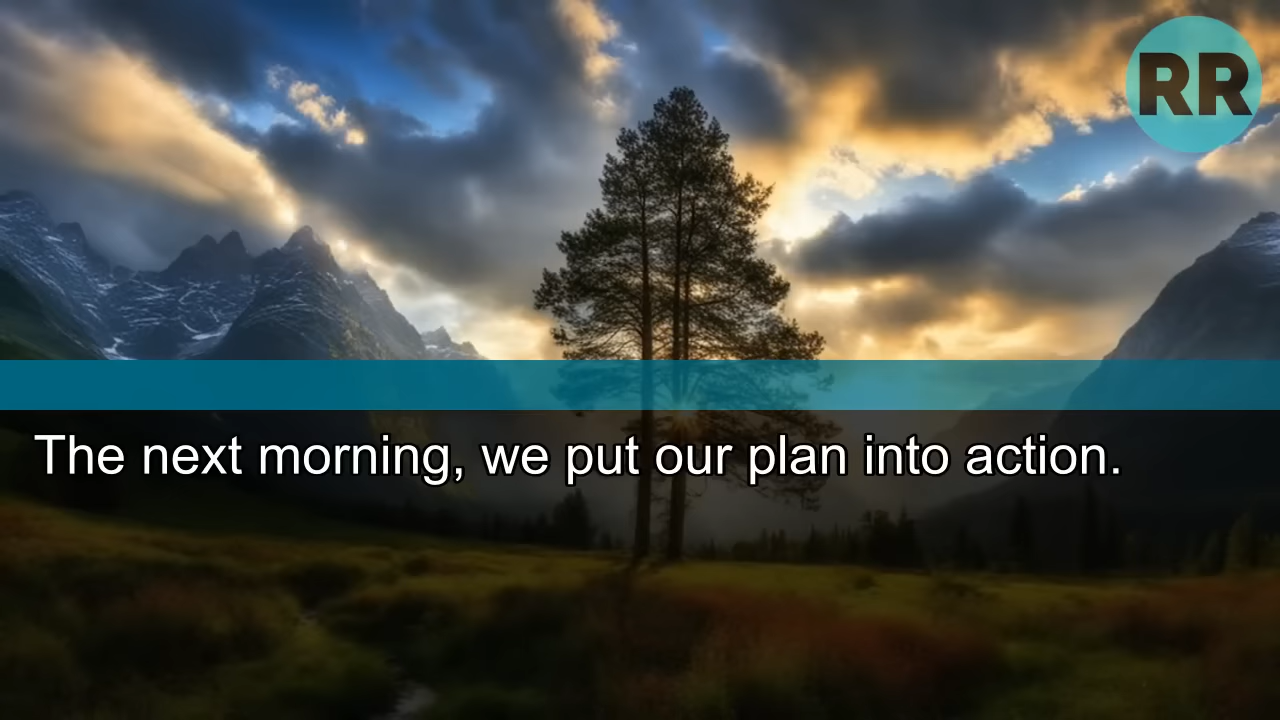 RR
The next morning, we put our plan into action.